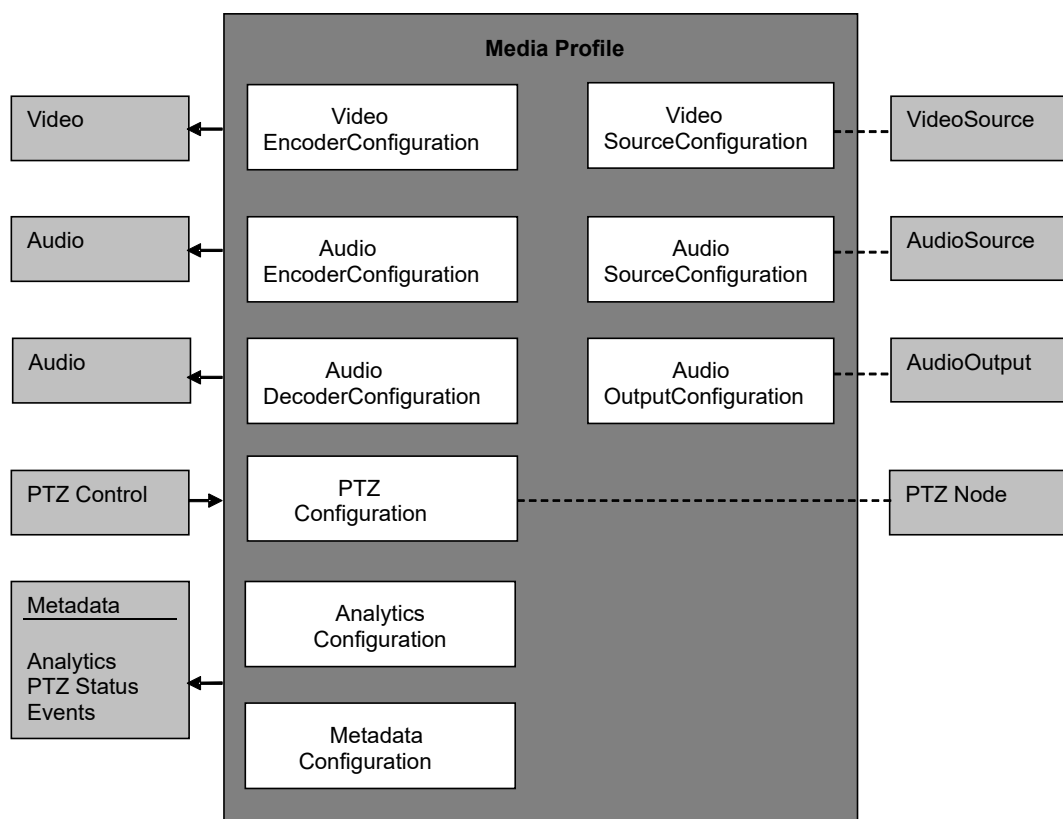 Media Profile
Video
Video
EncoderConfiguration
Video
SourceConfiguration
VideoSource
Audio
Audio
EncoderConfiguration
Audio
SourceConfiguration
AudioSource
Audio
Audio
DecoderConfiguration
Audio
OutputConfiguration
AudioOutput
PTZ Control
PTZ
Configuration
PTZ Node
Metadata
Analytics
PTZ Status
Events
Analytics
Configuration
Metadata
Configuration